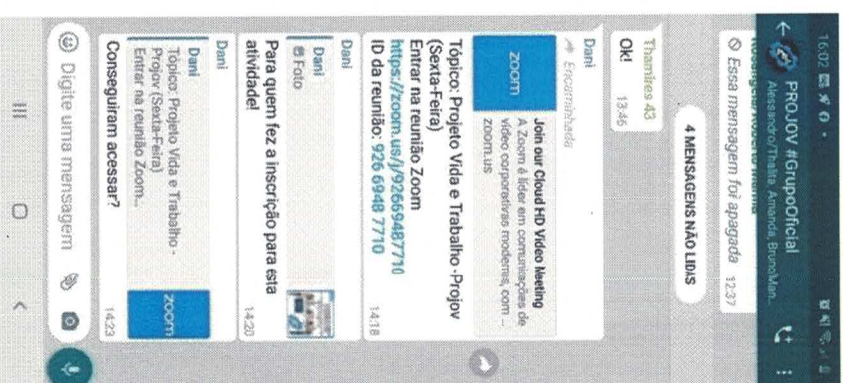 16:02
PROJOV #GrupoOficial
Alessandro/Thalita, Amanda, BrunoMan...
Essa mensagem foi apagada 12:37
4 MENSAGENS NÃO LIDAS
Thamires 43
Ok! 13:46
Dani
Encaminhada
zoom
Join our Cloud HD Video Meeting
A Zoom é líder em comunicações de
vídeo corporativas modernas, com ...
zoom.us
Tópico: Projeto Vida e Trabalho -Projov
(Sexta-Feira)
Entrar na reunião Zoom
https://zoom.us/j/92669487710
ID da reunião: 926 6948 7710
14:18
Dani
Dani
Foto
Para quem fez a inscrição para esta
atividade!
14:20
Dani
Dani
Tópico: Projeto Vida e Trabalho -
Projov (Sexta-Feira)
Entrar na reunião Zoom...
zoom
Conseguiram acessar?
14:23
Digite uma mensagem